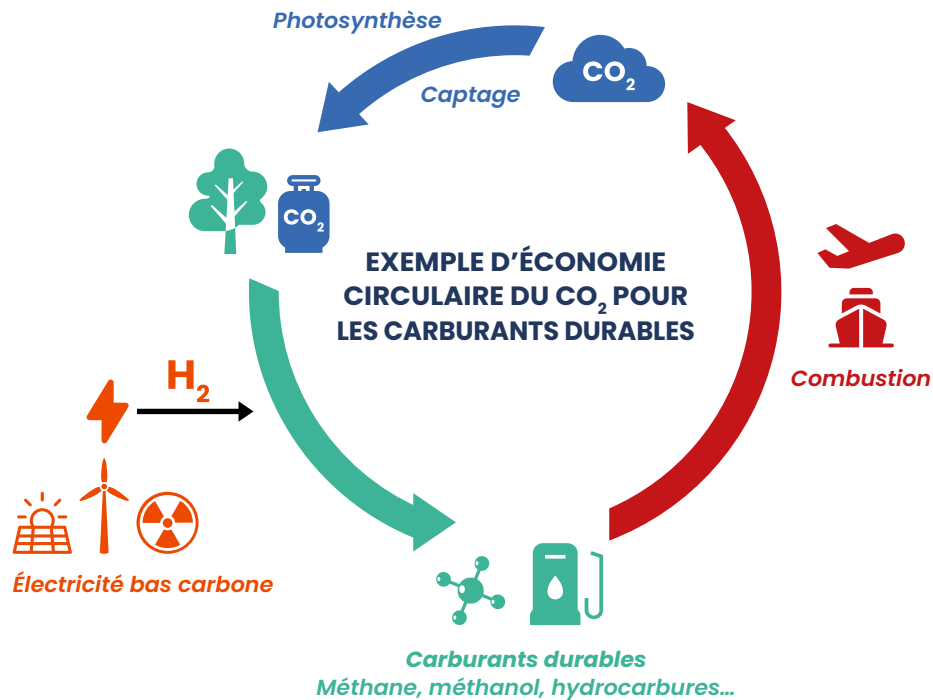 Photosynthèse
CO₂
Captage
CO₂
EXEMPLE D’ÉCONOMIE
CIRCULAIRE DU CO₂ POUR
LES CARBURANTS DURABLES
H₂
Combustion
Électricité bas carbone
Carburants durables
Méthane, méthanol, hydrocarbures...